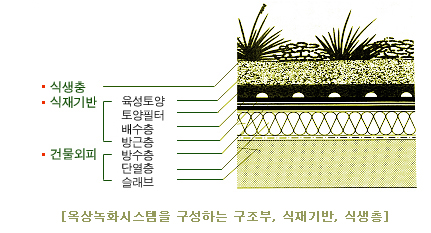 식생층
식재기반
육성토양
토양필터
배수층
방근층
건물외피
방수층
단열층
슬래브
[옥상녹화시스템을 구성하는 구조부, 식재기반, 식생층]